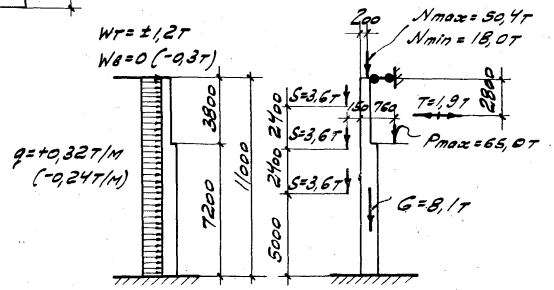 Wт = ±1,2т
Wв=0 (-0,3т)
q=+0,32т/м
(-0,24т/м)
3800
7200
11000
200
Nmax = 50,4т
Nmin = 18,0т
S=3,6т
S=3,6т
S=3,6т
2400
2400
5000
150
760
T=1,9т
2800
Pmax=65,0т
G=8,1т